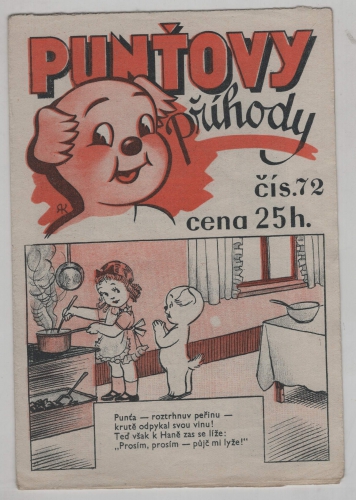 PUNŤOVY
příhody
čís.72
cena 25h.
AK
Punťa — roztrhnuv peřinu —
krutě odpykal svou vinu!
Teď však k Haně zas se líže:
„Prosím, prosím — půjč mi lyže!"